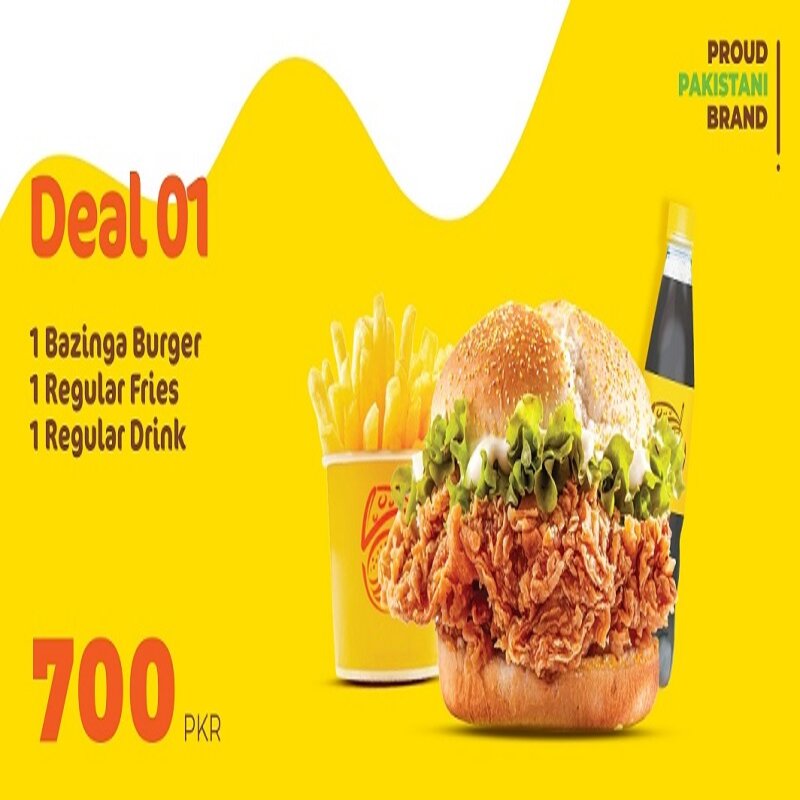 PROUD
PAKISTANI
BRAND
Deal 01
1 Bazinga Burger
1 Regular Fries
1 Regular Drink
700 PKR